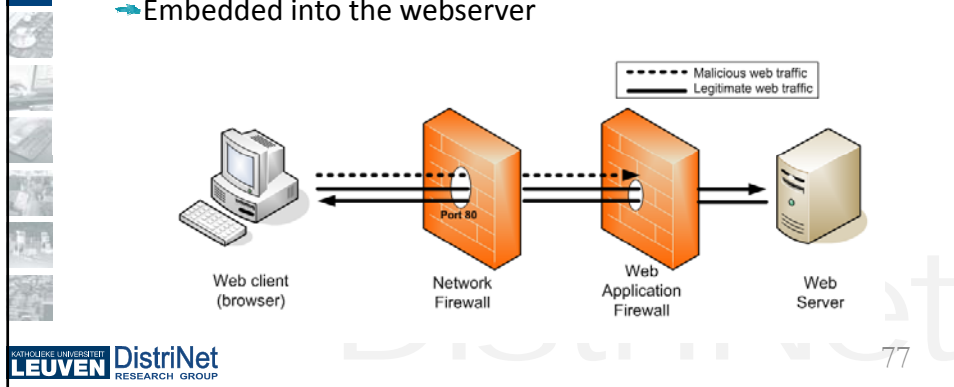 Embedded into the webserver
Malicious web traffic
Legitimate web traffic
Port 80
Web client
(browser)
Network
Firewall
Web
Application
Firewall
Web
Server
KATHOLIEKE UNIVERSITEIT
LEUVEN
DistriNet
RESEARCH GROUP
DistriNet
77